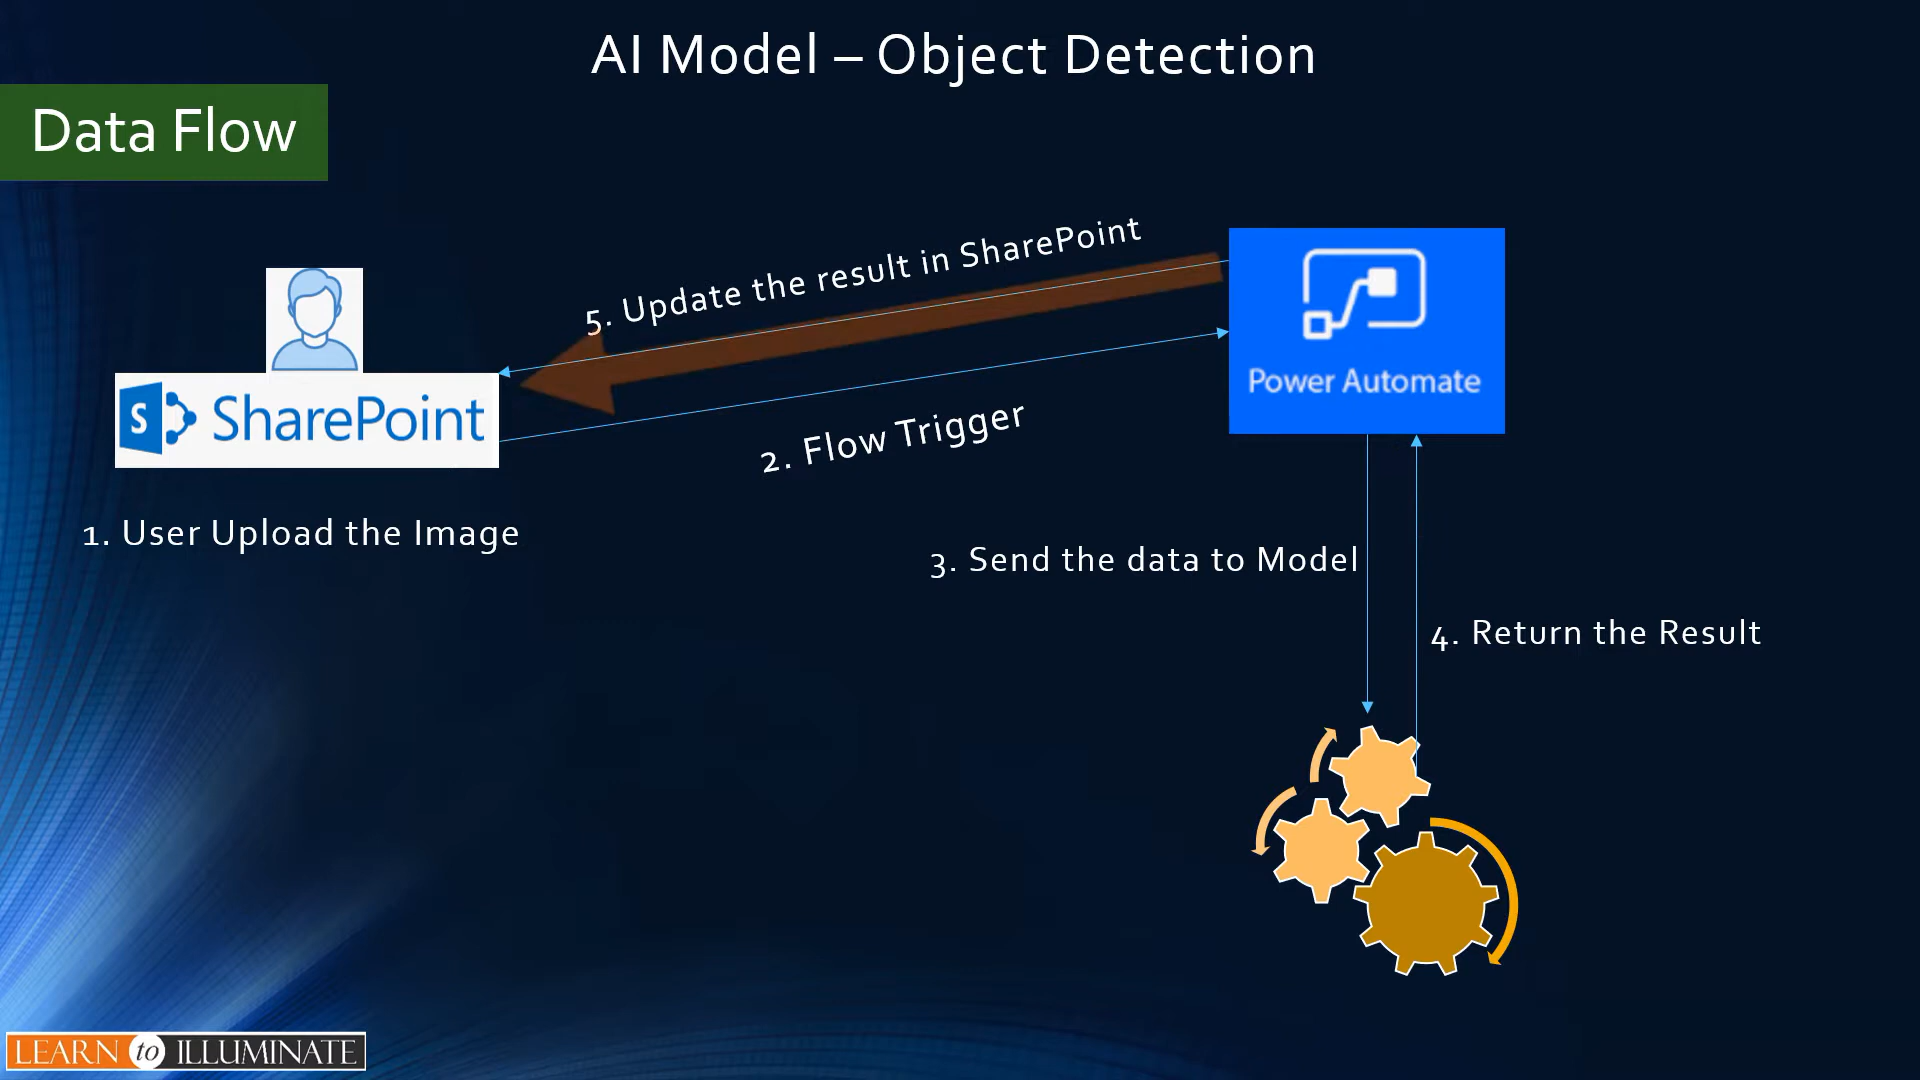 AI Model – Object Detection
Data Flow
5. Update the result in SharePoint
Power Automate
S SharePoint
2. Flow Trigger
1. User Upload the Image
3. Send the data to Model
4. Return the Result
LEARN to ILLUMINATE